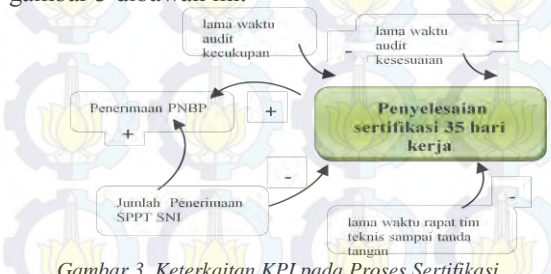 gambar 3 dibawah ini.
lama waktu
audit
kecukupan
lama waktu
audit
kesesuaian
-
-
Penerimaan PNBP
+
+
Penyelesaian
sertifikasi 35 hari
kerja
-
Jumlah Penerimaan
SPPT SNI
-
lama waktu rapat tim
teknis sampai tanda
tangan
Gambar 3. Keterkaitan KPI pada Proses Sertifikasi